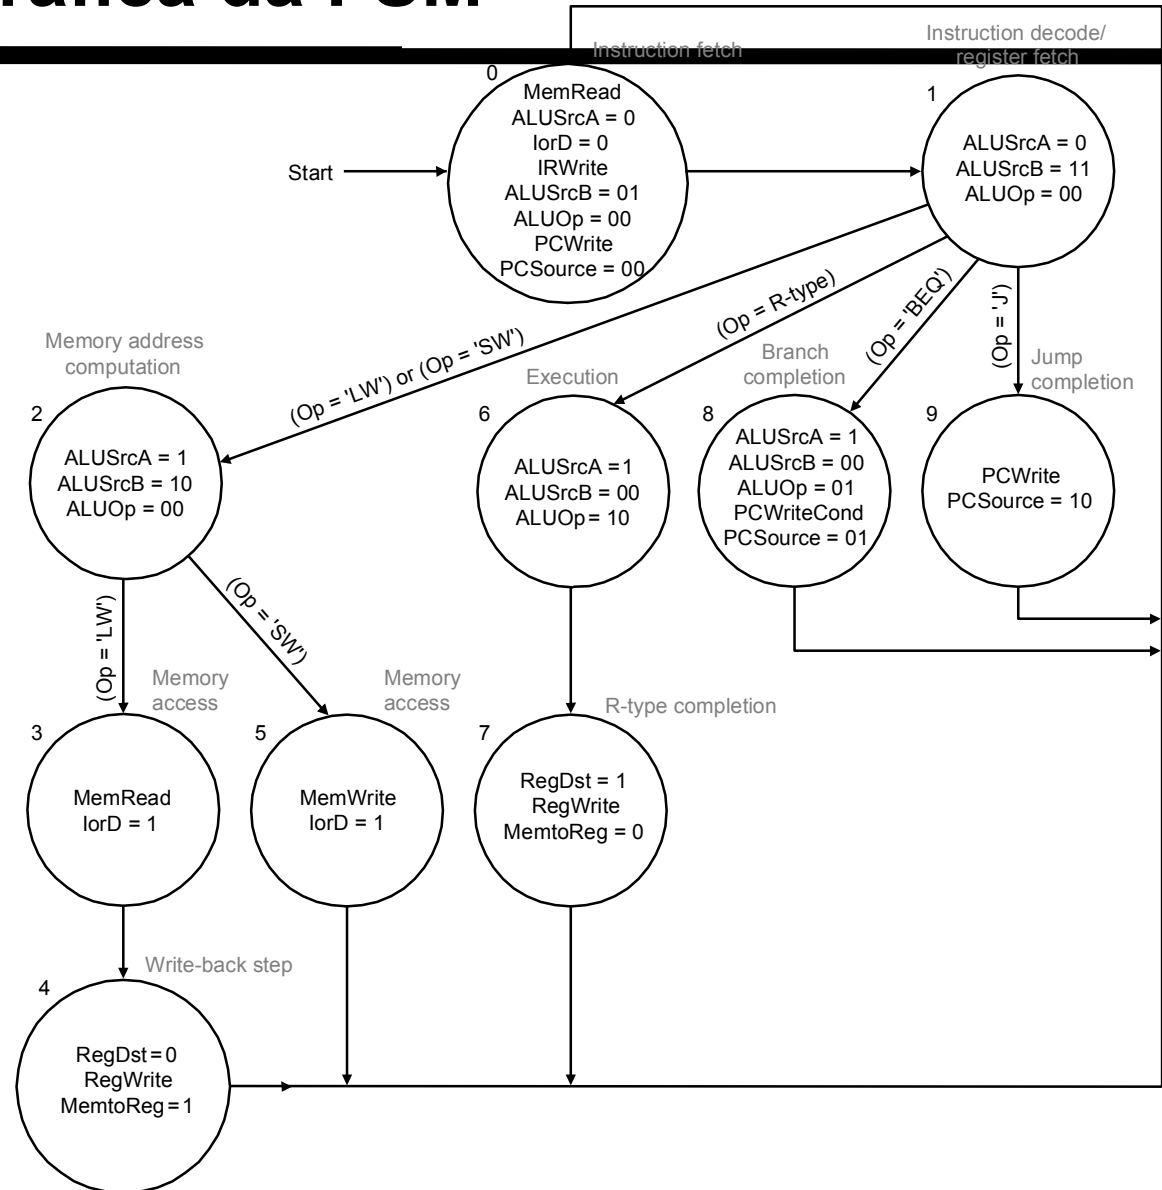 da FSM
Instruction fetch
Instruction decode/
register fetch
0
MemRead
ALUSrcA = 0
IorD = 0
IRWrite
ALUSrcB = 01
ALUOp = 00
PCWrite
PCSource = 00
1
ALUSrcA = 0
ALUSrcB = 11
ALUOp = 00
Start
(Op = 'LW') or (Op = 'SW')
(Op = R-type)
(Op = 'BEQ')
(Op = 'J')
Memory address
computation
2
ALUSrcA = 1
ALUSrcB = 10
ALUOp = 00
Execution
6
ALUSrcA =1
ALUSrcB = 00
ALUOp= 10
Branch
completion
8
ALUSrcA = 1
ALUSrcB = 00
ALUOp = 01
PCWriteCond
PCSource = 01
Jump
completion
9
PCWrite
PCSource = 10
(Op = 'LW')
(Op = 'SW')
Memory
access
3
MemRead
IorD = 1
Memory
access
5
MemWrite
IorD = 1
R-type completion
7
RegDst = 1
RegWrite
MemtoReg = 0
Write-back step
4
RegDst=0
RegWrite
MemtoReg=1